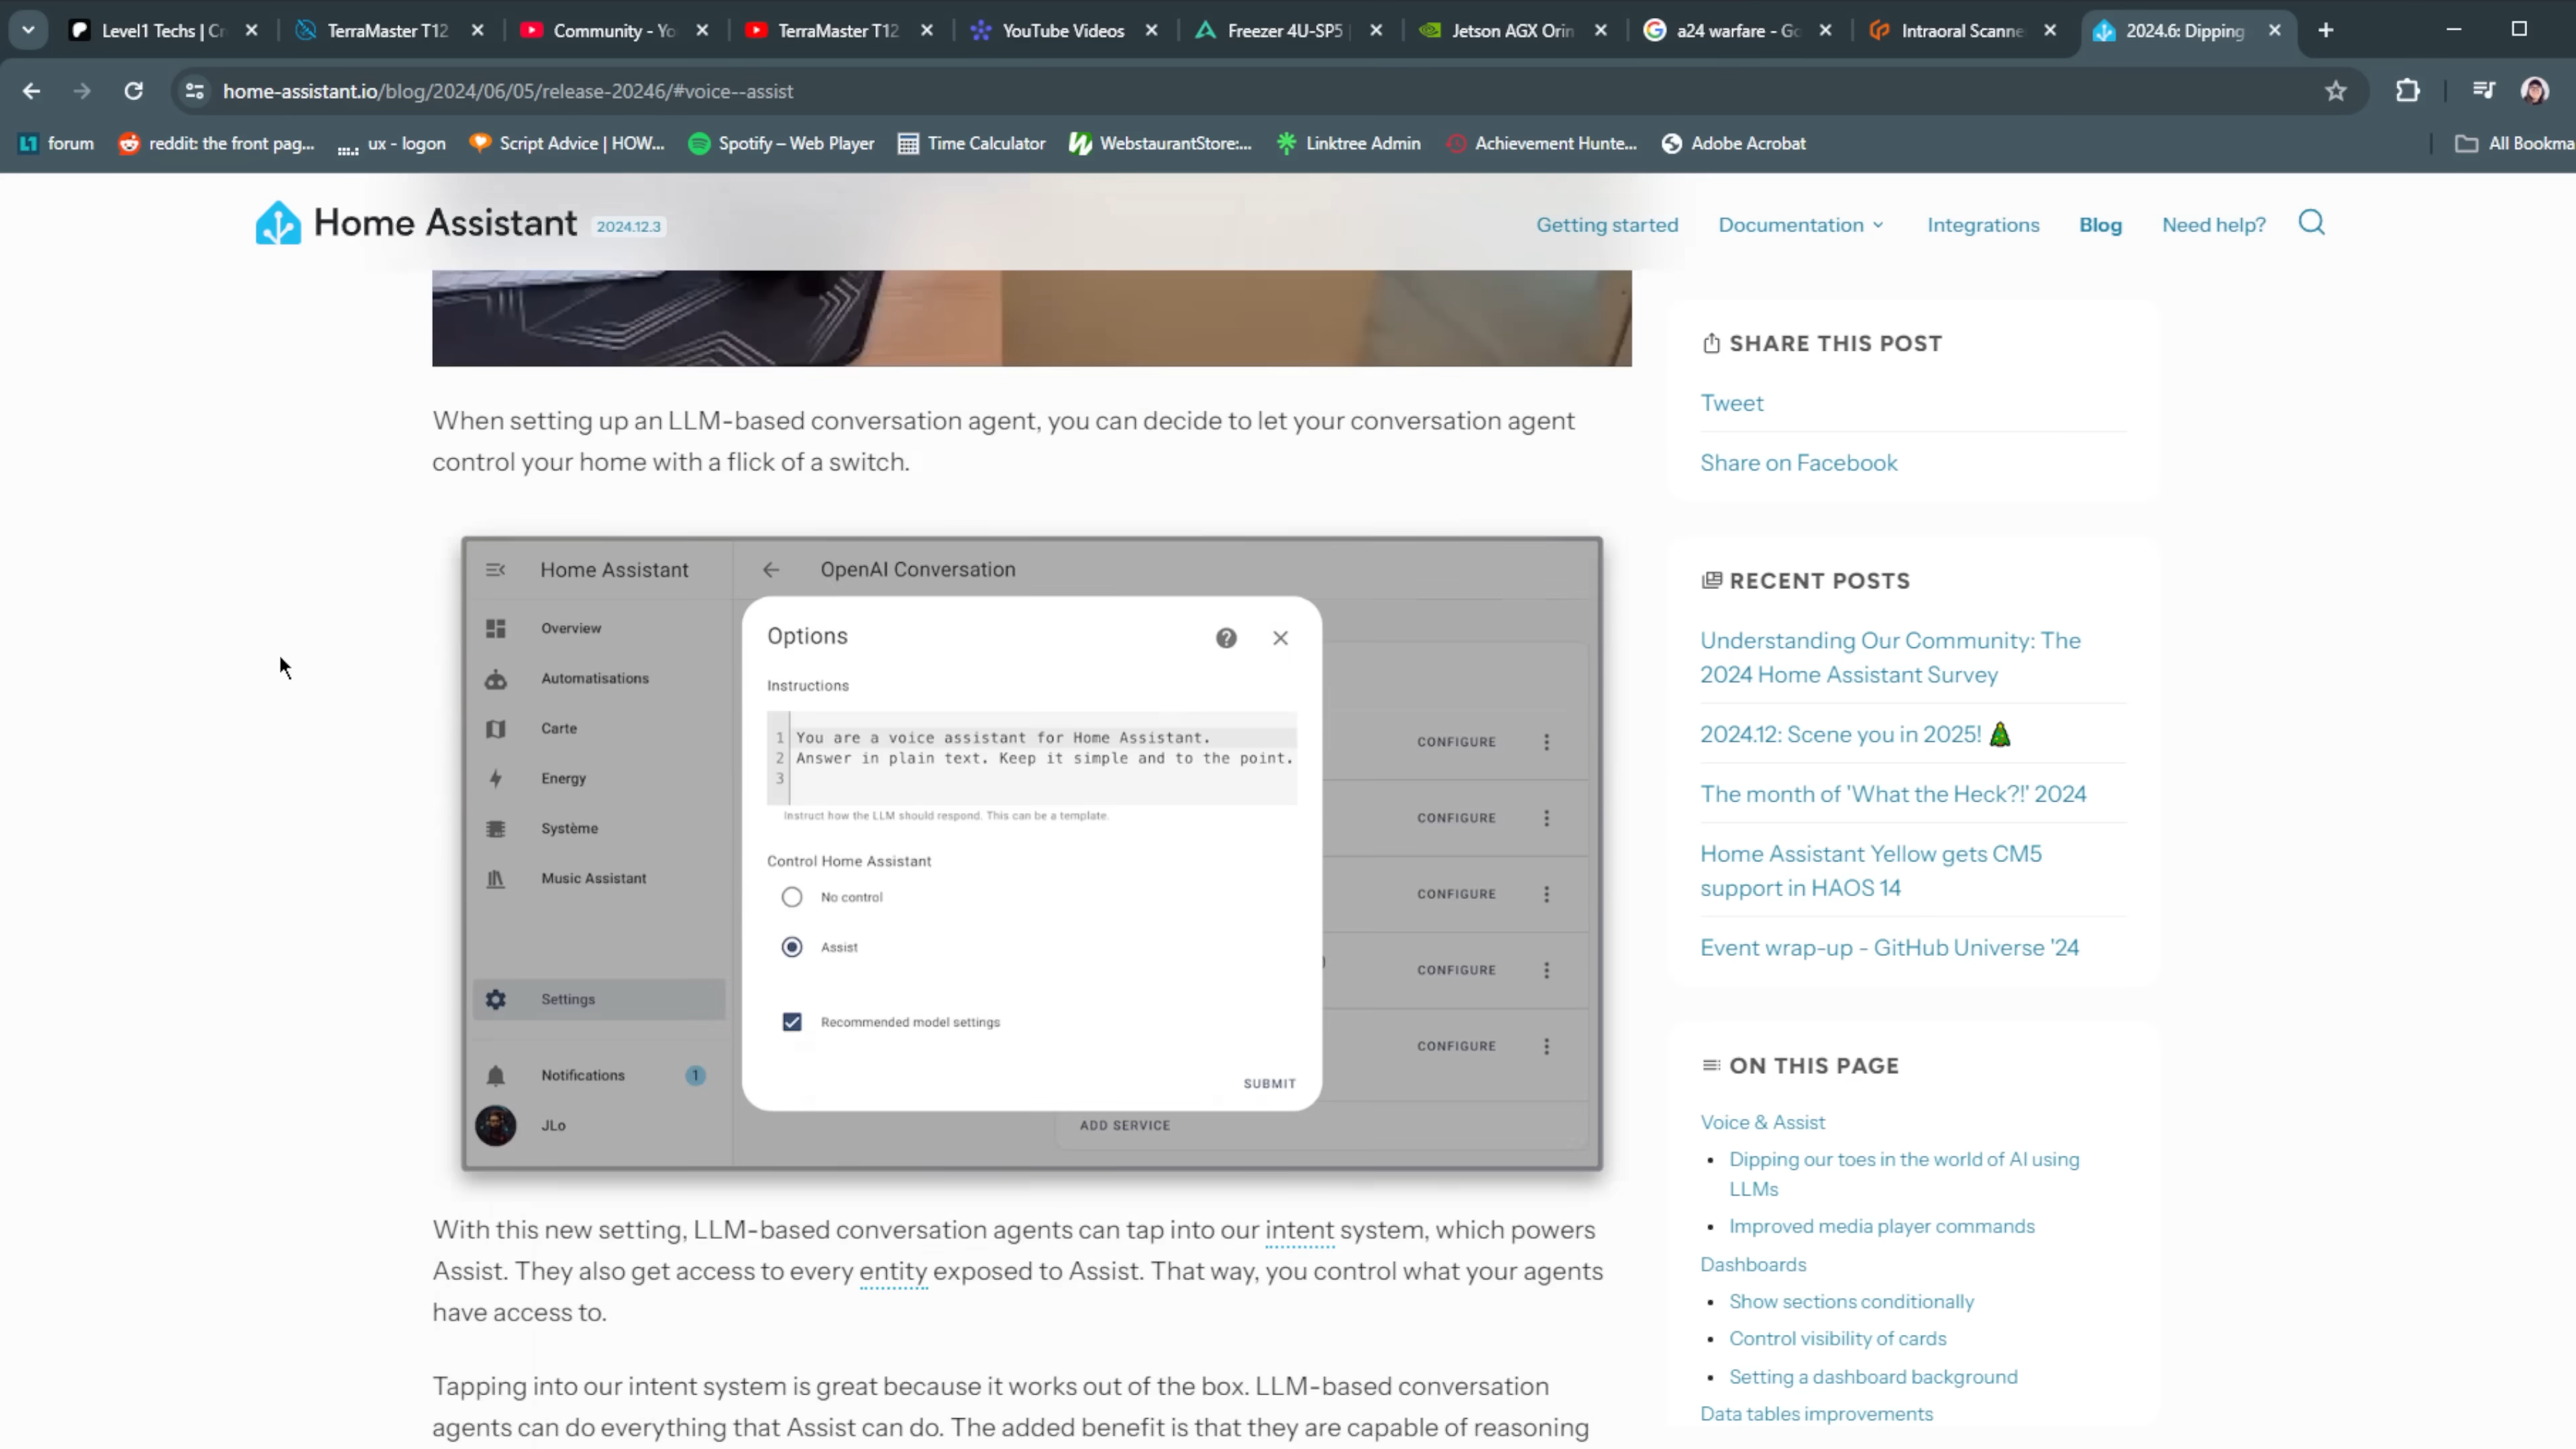 Level1 Techs | Cr
TerraMaster T12
Community - Yo
TerraMaster T12
YouTube Videos
Freezer 4U-SP5
Jetson AGX Orin
a24 warfare - Go
Intraoral Scanne
2024.6: Dipping
home-assistant.io/blog/2024/06/05/release-20246/#voice--assist
L1 forum
reddit: the front pag...
ux - logon
Script Advice | HOW...
Spotify – Web Player
Time Calculator
WebstaurantStore:...
Linktree Admin
Achievement Hunte...
Adobe Acrobat
All Bookma
Home Assistant 2024.12.3
Getting started
Documentation
Integrations
Blog
Need help?
When setting up an LLM-based conversation agent, you can decide to let your conversation agent
control your home with a flick of a switch.
Home Assistant
Overview
Automatisations
Carte
Energy
Système
Music Assistant
Settings
Notifications 1
JLo
OpenAI Conversation
Options
Instructions
1 You are a voice assistant for Home Assistant.
2 Answer in plain text. Keep it simple and to the point.
3
Instruct how the LLM should respond. This can be a template.
Control Home Assistant
No control
Assist
Recommended model settings
SUBMIT
CONFIGURE
CONFIGURE
CONFIGURE
CONFIGURE
CONFIGURE
ADD SERVICE
With this new setting, LLM-based conversation agents can tap into our intent system, which powers
Assist. They also get access to every entity exposed to Assist. That way, you control what your agents
have access to.
Tapping into our intent system is great because it works out of the box. LLM-based conversation
agents can do everything that Assist can do. The added benefit is that they are capable of reasoning
SHARE THIS POST
Tweet
Share on Facebook
RECENT POSTS
Understanding Our Community: The
2024 Home Assistant Survey
2024.12: Scene you in 2025! 🎄
The month of 'What the Heck?!' 2024
Home Assistant Yellow gets CM5
support in HAOS 14
Event wrap-up - GitHub Universe '24
ON THIS PAGE
Voice & Assist
• Dipping our toes in the world of AI using
LLMs
• Improved media player commands
Dashboards
• Show sections conditionally
• Control visibility of cards
• Setting a dashboard background
Data tables improvements